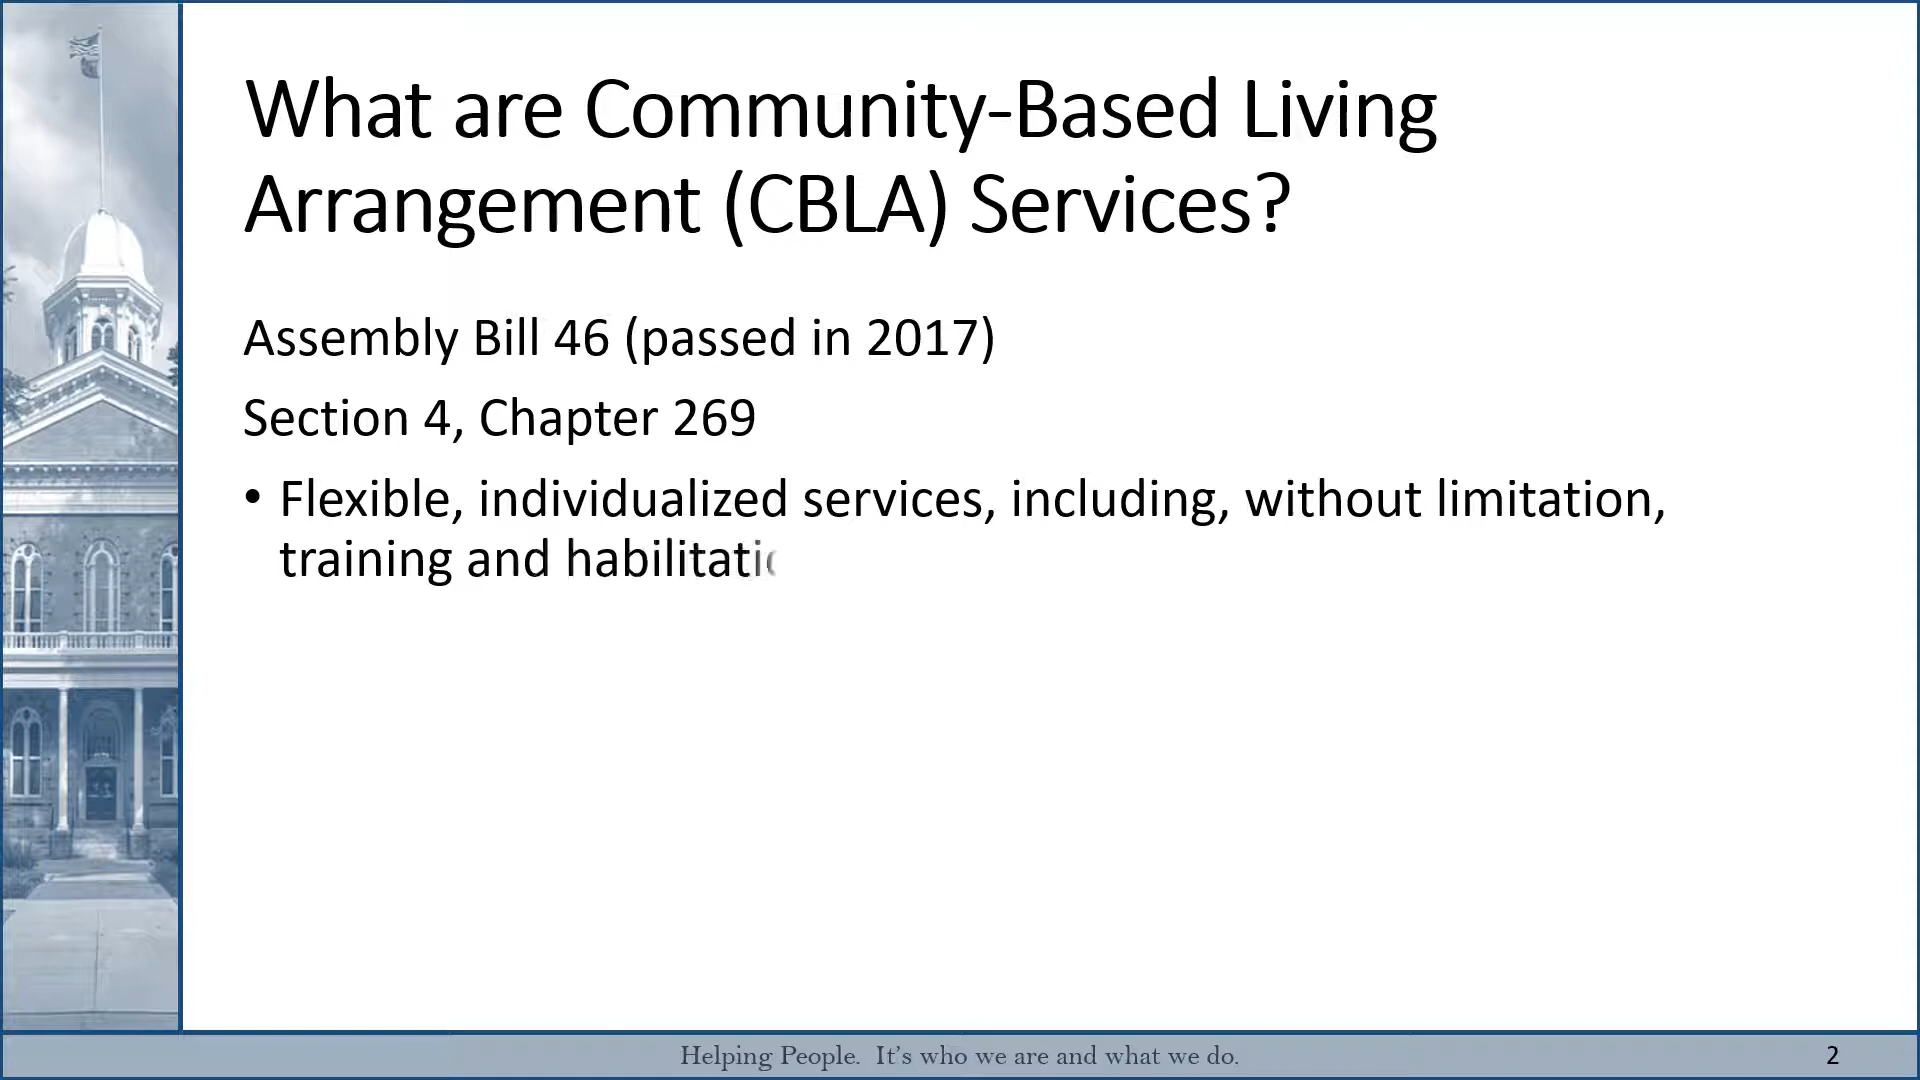 What are Community-Based Living
Arrangement (CBLA) Services?
Assembly Bill 46 (passed in 2017)
Section 4, Chapter 269
• Flexible, individualized services, including, without limitation,
training and
Helping People. It’s who we are and what we do.
2